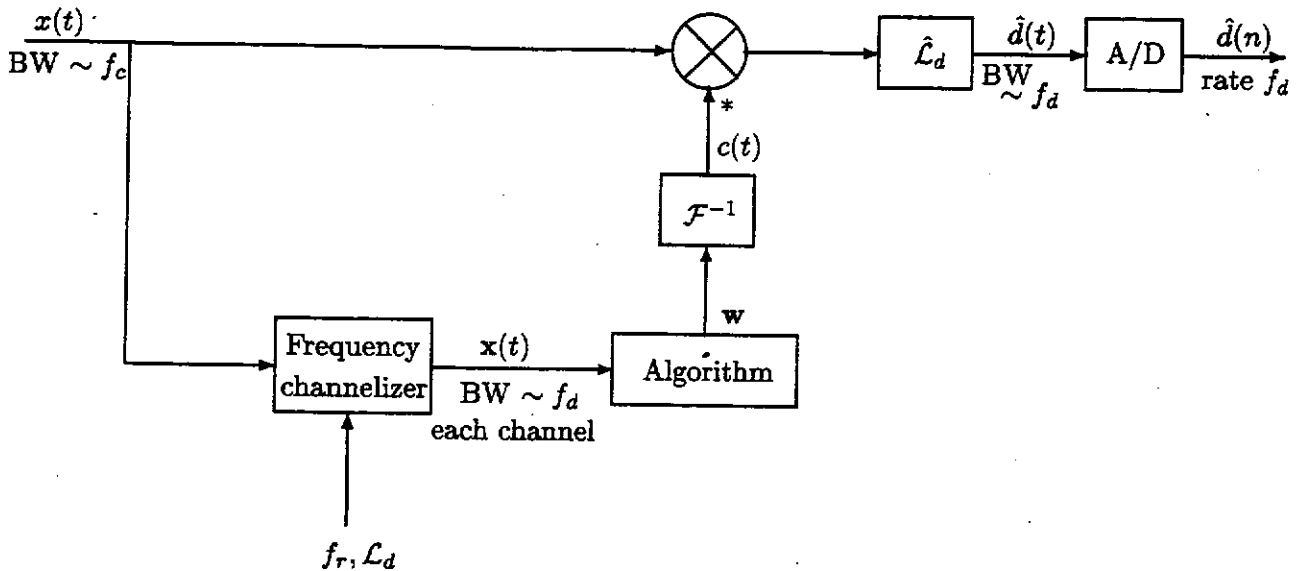 x(t)
BW ∼ f_c
*
c(t)
ℱ⁻¹
w
ℒ̂_d
d̂(t)
BW
∼ f_d
A/D
d̂(n)
rate f_d
Frequency
channelizer
x(t)
BW ∼ f_d
each channel
Algorithm
f_r, ℒ_d